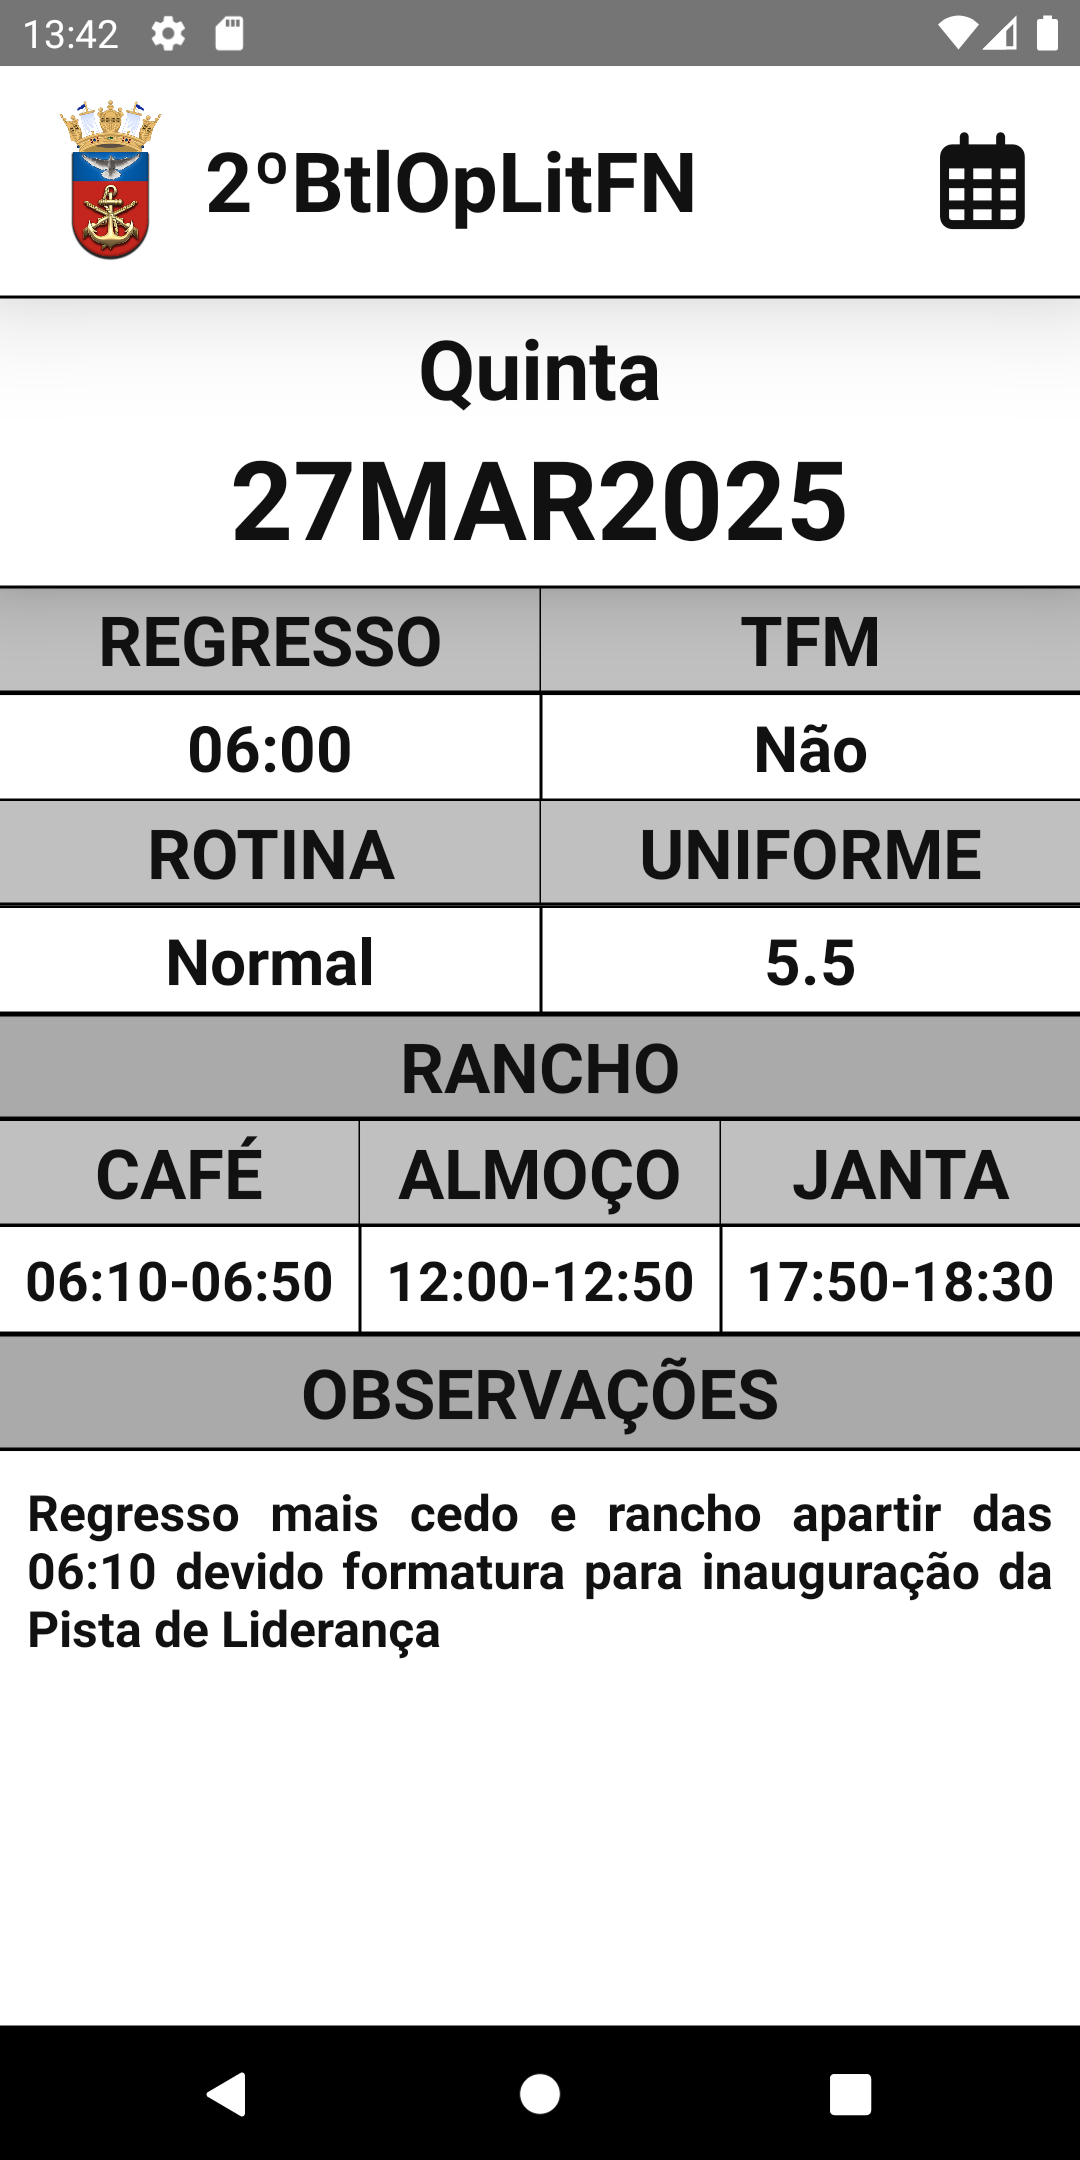 13:42
2ºBtlOpLitFN
Quinta
27MAR2025
REGRESSO TFM
06:00 Não
ROTINA UNIFORME
Normal 5.5
RANCHO
CAFÉ ALMOÇO JANTA
06:10-06:50 12:00-12:50 17:50-18:30
OBSERVAÇÕES
Regresso mais cedo e rancho apartir das
06:10 devido formatura para inauguração da
Pista de Liderança